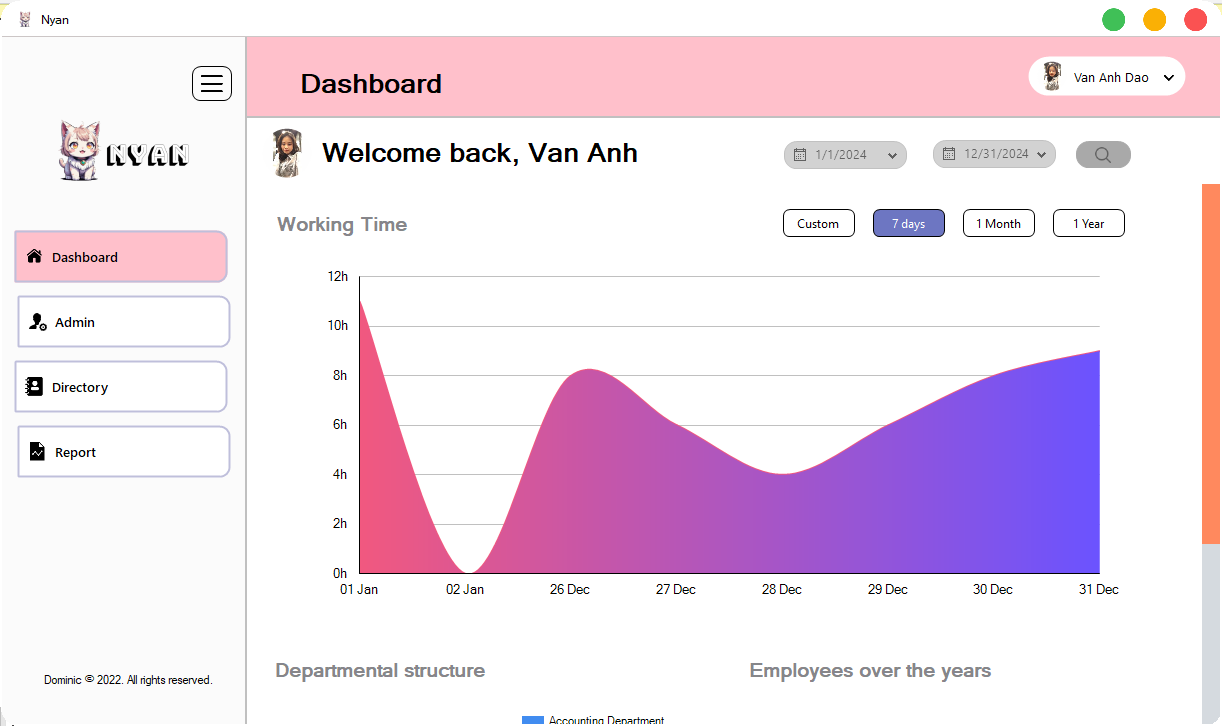 Nyan
Dashboard
Van Anh Dao
NYAN
Welcome back, Van Anh
1/1/2024
12/31/2024
Working Time
Custom
7 days
1 Month
1 Year
Dashboard
Admin
Directory
Report
12h
10h
8h
6h
4h
2h
0h
01 Jan
02 Jan
26 Dec
27 Dec
28 Dec
29 Dec
30 Dec
31 Dec
Departmental structure
Employees over the years
Dominic © 2022. All rights reserved.
Accounting Department